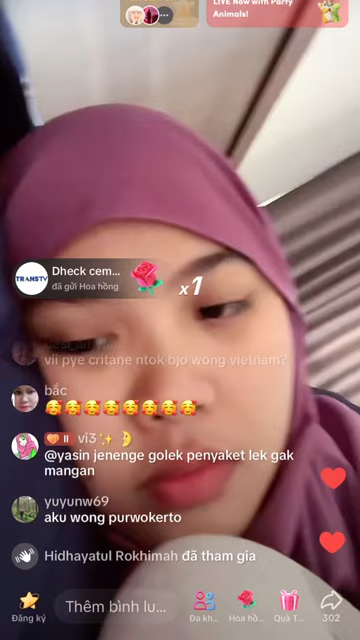 LIVE Now with Party
Animals!
TRANSTV
Dheck cem...
đã gửi Hoa hồng
x1
vii pye critane ntok bjo wong vietnam?
bắc
🥰🥰🥰🥰🥰🥰🥰🥰
II vi3✨🌛
@yasin jenenge golek penyaket lek gak
mangan
yuyunw69
aku wong purwokerto
Hidhayatul Rokhimah đã tham gia
Đăng ký
Thêm bình lu...
Đa kh...
Hoa hồ...
Quà T...
302